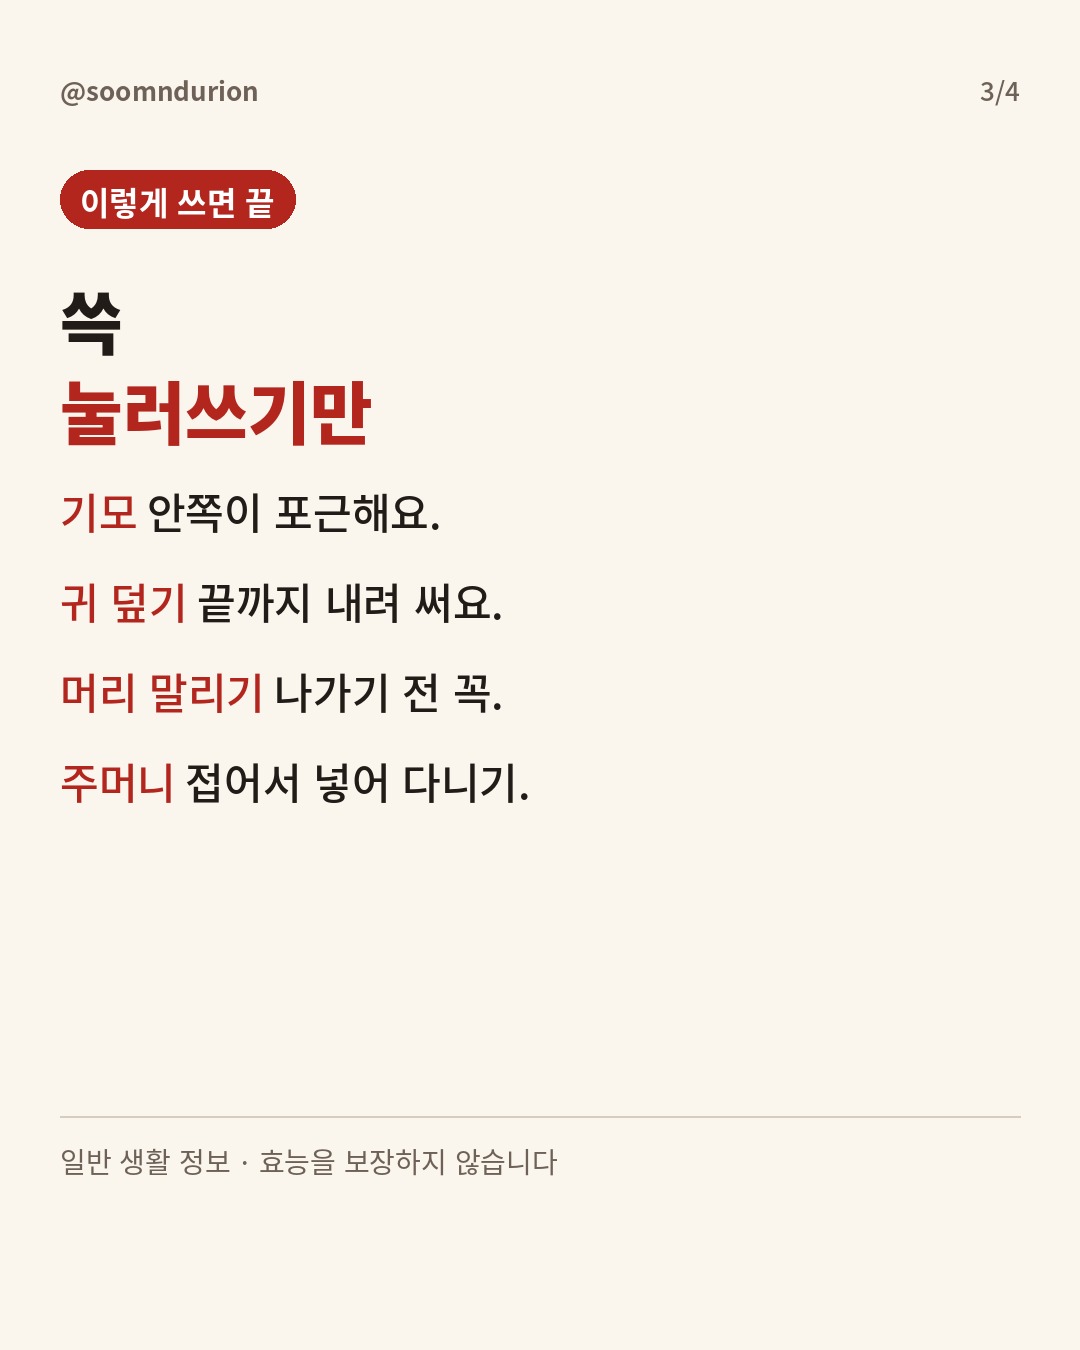 @soomndurion
3/4
이렇게 쓰면 끝
쓱
눌러쓰기만
기모 안쪽이 포근해요.
귀 덮기 끝까지 내려 써요.
머리 말리기 나가기 전 꼭.
주머니 접어서 넣어 다니기.
일반 생활 정보 · 효능을 보장하지 않습니다